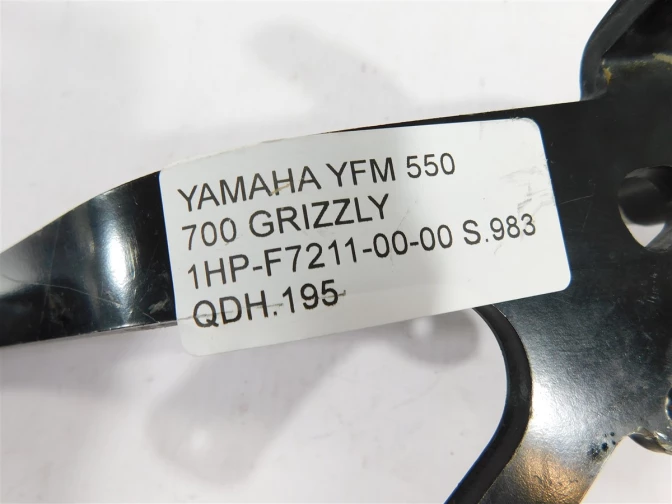 YAMAHA YFM 550
700 GRIZZLY
1HP-F7211-00-00 S.983
QDH.195